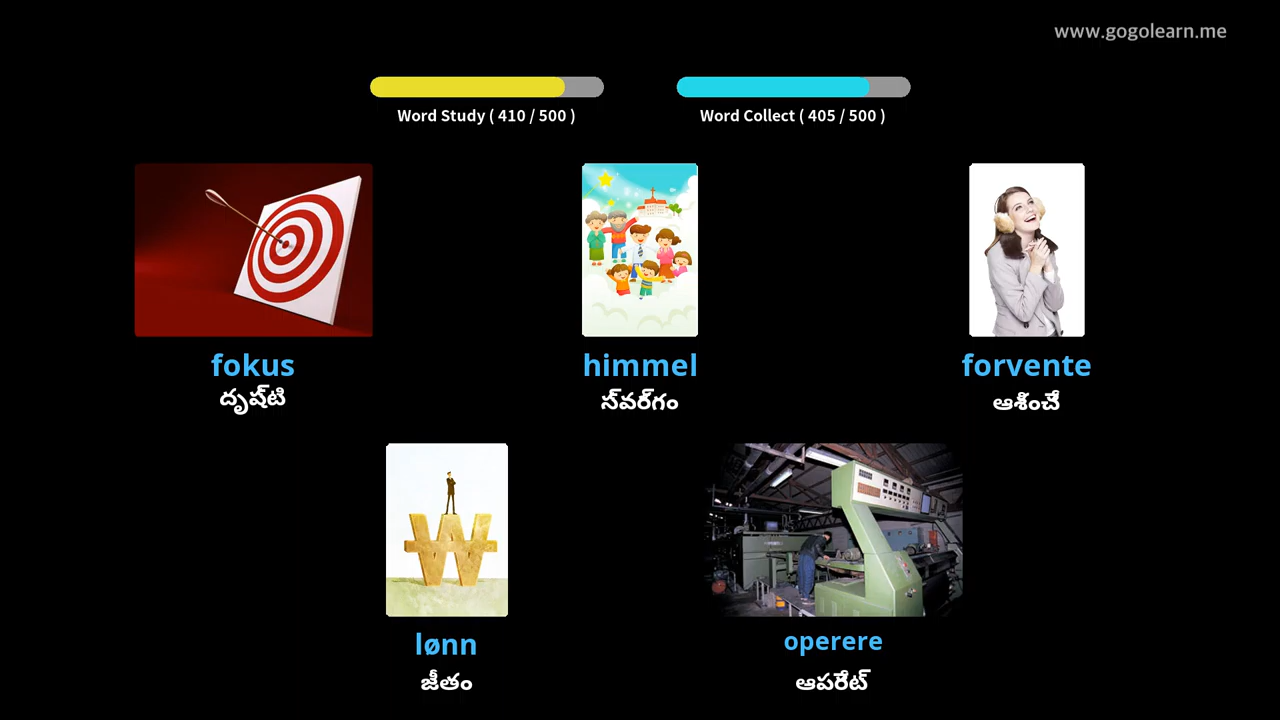 www.gogolearn.me
Word Study ( 410 / 500 )
Word Collect ( 405 / 500 )
fokus
దృష్టి
himmel
స్వర్గం
forvente
ఆశించే
lønn
జీతం
operere
ఆపరేట్